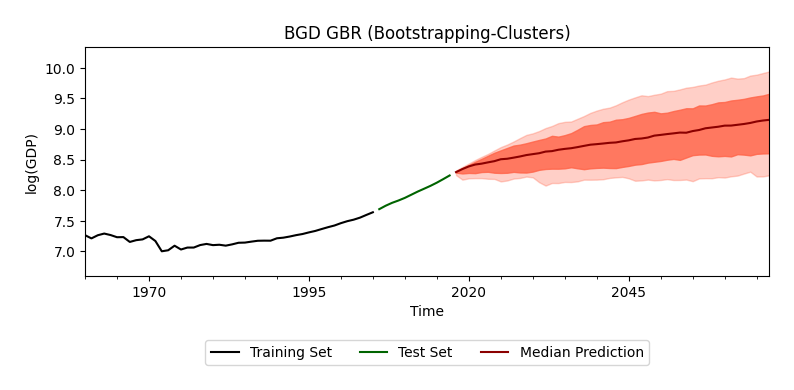 BGD GBR (Bootstrapping-Clusters)
10.0
9.5
9.0
8.5
8.0
7.5
7.0
log(GDP)
1970 1995 2020 2045
Time
Training Set Test Set Median Prediction